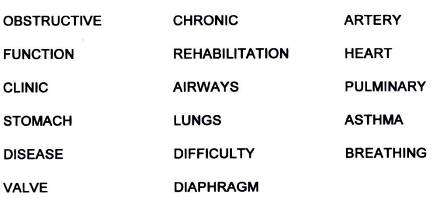 OBSTRUCTIVE CHRONIC ARTERY
FUNCTION REHABILITATION HEART
CLINIC AIRWAYS PULMINARY
STOMACH LUNGS ASTHMA
DISEASE DIFFICULTY BREATHING
VALVE DIAPHRAGM